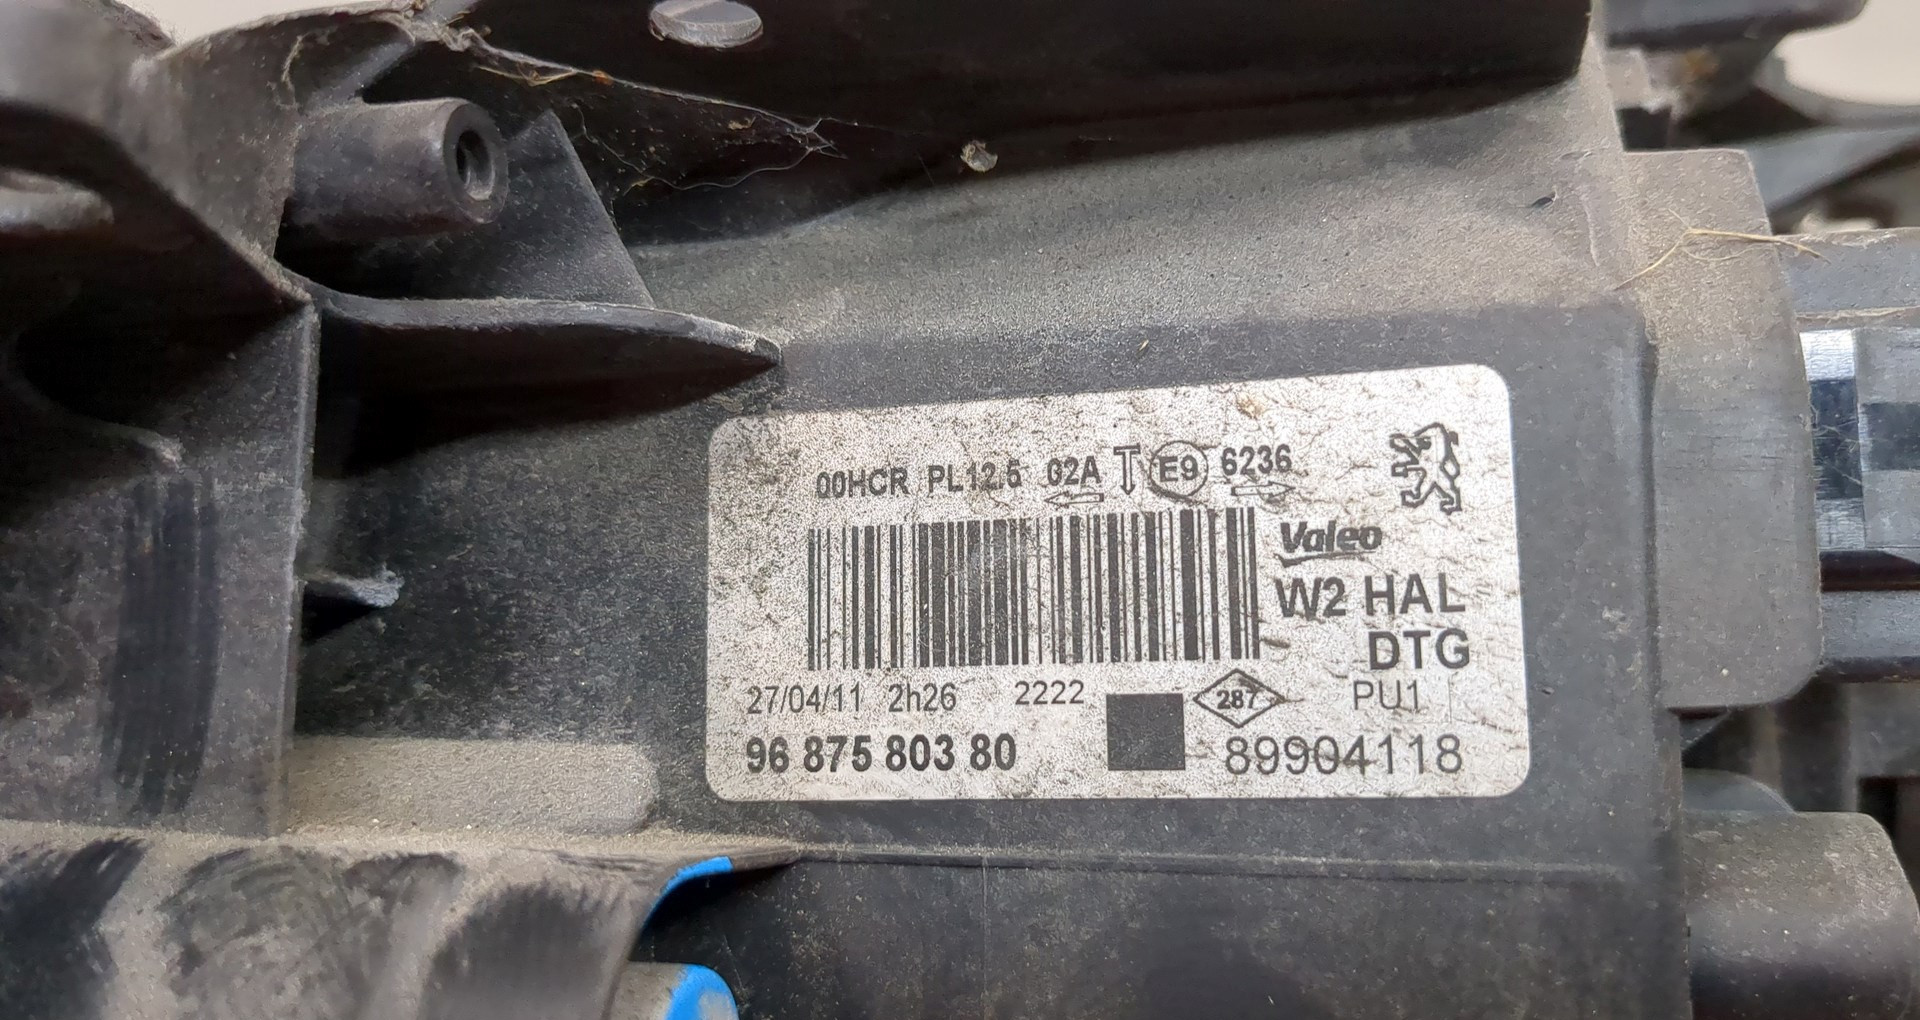 00HCR PL12.5 02A E9 6236
Valeo
W2 HAL
DTG
27/04/11 2h26 2222 287 PU1
96 875 803 80 89904118